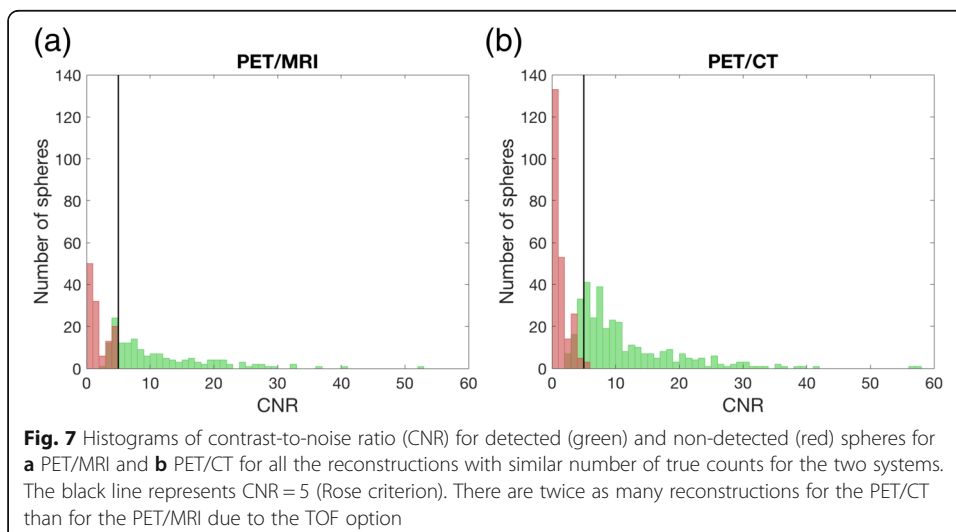 (a)
PET/MRI
140
120
100
80
60
40
20
0
Number of spheres
0 10 20 30 40 50 60
CNR
(b)
PET/CT
140
120
100
80
60
40
20
0
Number of spheres
0 10 20 30 40 50 60
CNR
Fig. 7 Histograms of contrast-to-noise ratio (CNR) for detected (green) and non-detected (red) spheres for
a PET/MRI and b PET/CT for all the reconstructions with similar number of true counts for the two systems.
The black line represents CNR = 5 (Rose criterion). There are twice as many reconstructions for the PET/CT
than for the PET/MRI due to the TOF option